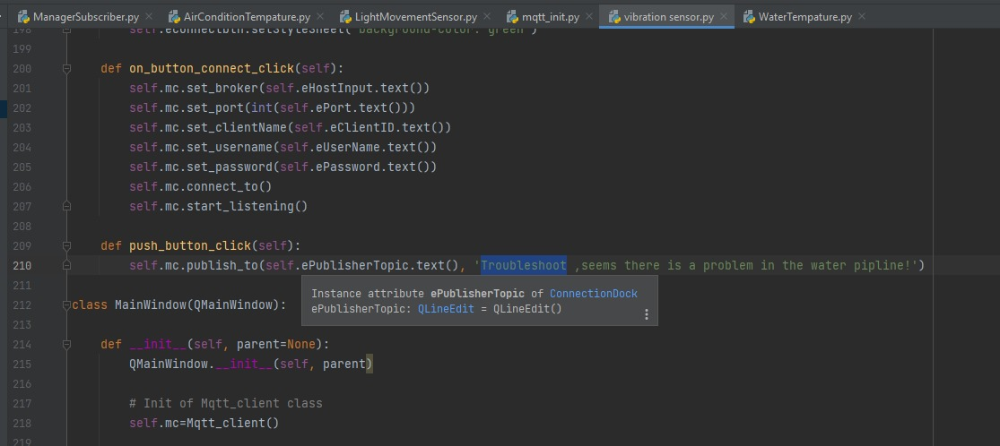 ManagerSubscriber.py × AirConditionTempature.py × LightMovementSensor.py × mqtt_init.py × vibration sensor.py × WaterTempature.py ×
198 self.eConnectbtn.setStyleSheet("background-color: green")
199
200 def on_button_connect_click(self):
201 self.mc.set_broker(self.eHostInput.text())
202 self.mc.set_port(int(self.ePort.text()))
203 self.mc.set_clientName(self.eClientID.text())
204 self.mc.set_username(self.eUserName.text())
205 self.mc.set_password(self.ePassword.text())
206 self.mc.connect_to()
207 self.mc.start_listening()
208
209 def push_button_click(self):
210 self.mc.publish_to(self.ePublisherTopic.text(), 'Troubleshoot ,seems there is a problem in the water pipline!')
211
Instance attribute ePublisherTopic of ConnectionDock
ePublisherTopic: QLineEdit = QLineEdit()
212 class MainWindow(QMainWindow):
213
214 def __init__(self, parent=None):
215 QMainWindow.__init__(self, parent)
216
217 # Init of Mqtt_client class
218 self.mc=Mqtt_client()
219